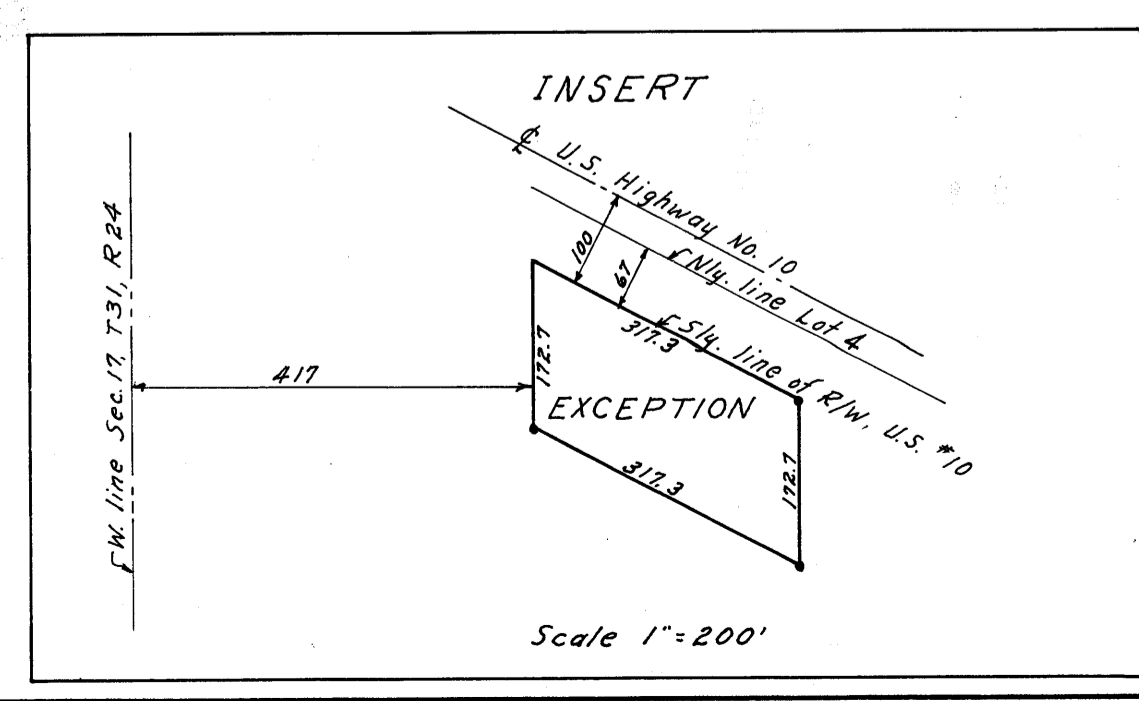 INSERT
℄ U.S. Highway No. 10
100
67
Nly. line Lot 4
Sly. line of R/W, U.S. #10
317.3
172.7
417
EXCEPTION
317.3
172.7
W. line Sec. 17, T31, R24
Scale 1"=200'